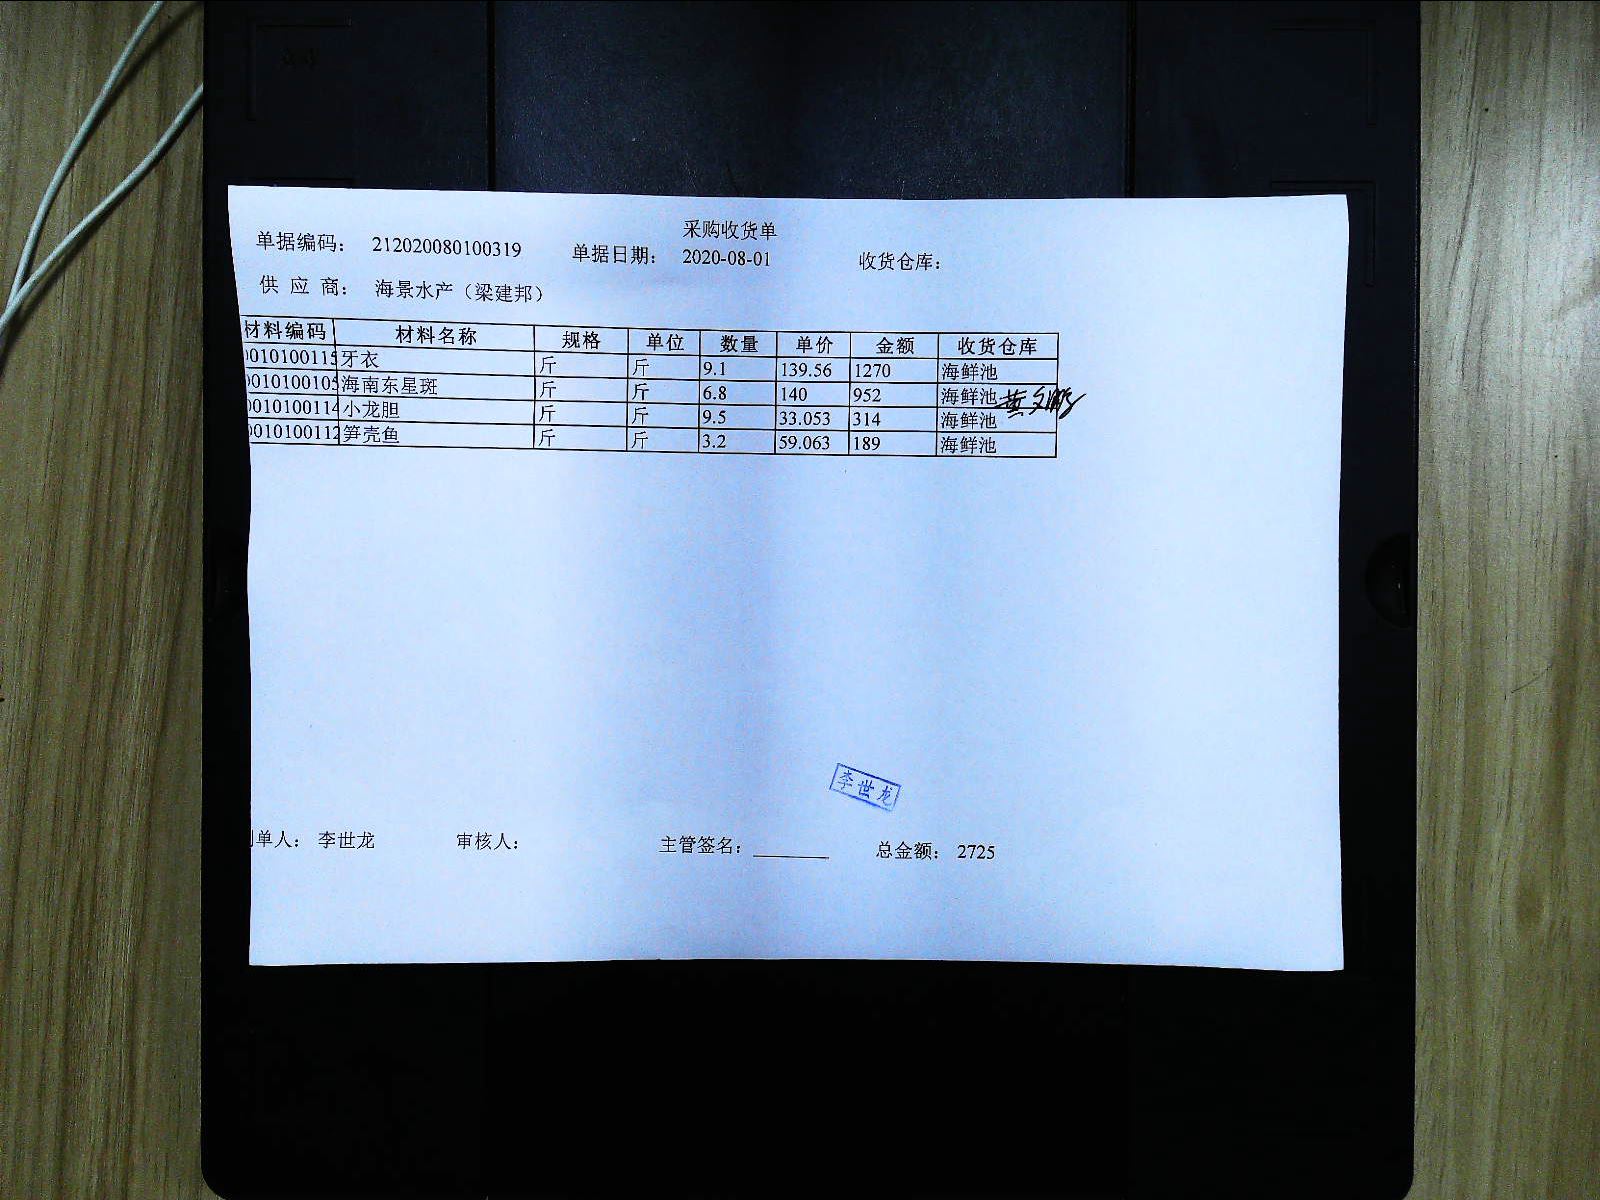 采购收货单
单据编码： 212020080100319 单据日期： 2020-08-01 收货仓库：
供 应 商： 海景水产（梁建邦）
材料编码 材料名称 规格 单位 数量 单价 金额 收货仓库
0010100115 牙衣 斤 斤 9.1 139.56 1270 海鲜池
0010100105 海南东星斑 斤 斤 6.8 140 952 海鲜池
0010100114 小龙胆 斤 斤 9.5 33.053 314 海鲜池
0010100112 笋壳鱼 斤 斤 3.2 59.063 189 海鲜池
李世龙
单人： 李世龙 审核人： 主管签名： 总金额： 2725